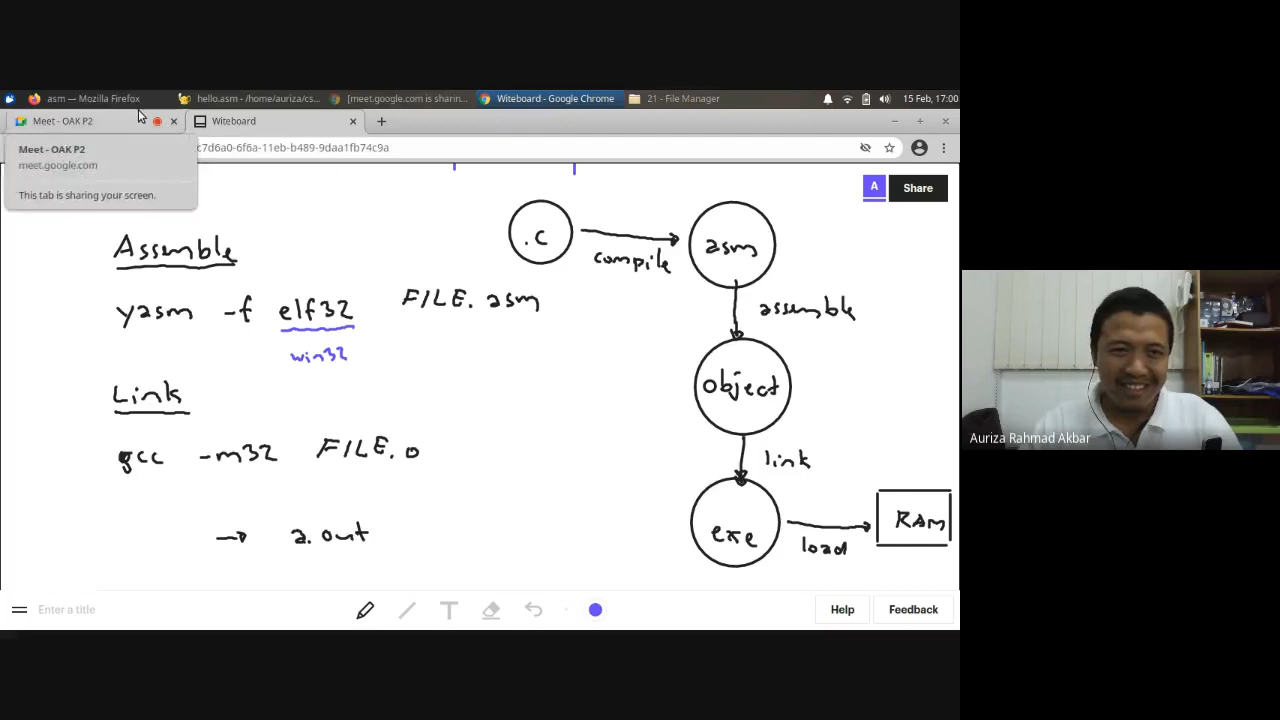 asm — Mozilla Firefox
hello.asm - /home/auriza/cs...
[meet.google.com is sharin...
Witeboard - Google Chrome
21 - File Manager
15 Feb, 17:00
Meet - OAK P2
Witeboard
c7d6a0-6f6a-11eb-b489-9daa1fb74c9a
Meet - OAK P2
meet.google.com
This tab is sharing your screen.
A
Share
Assemble
yasm -f elf32 FILE.asm
win32
Link
gcc -m32 FILE.o
→ a.out
.c
compile
asm
assemble
object
link
exe
load
RAM
Auriza Rahmad Akbar
Enter a title
T
Help
Feedback